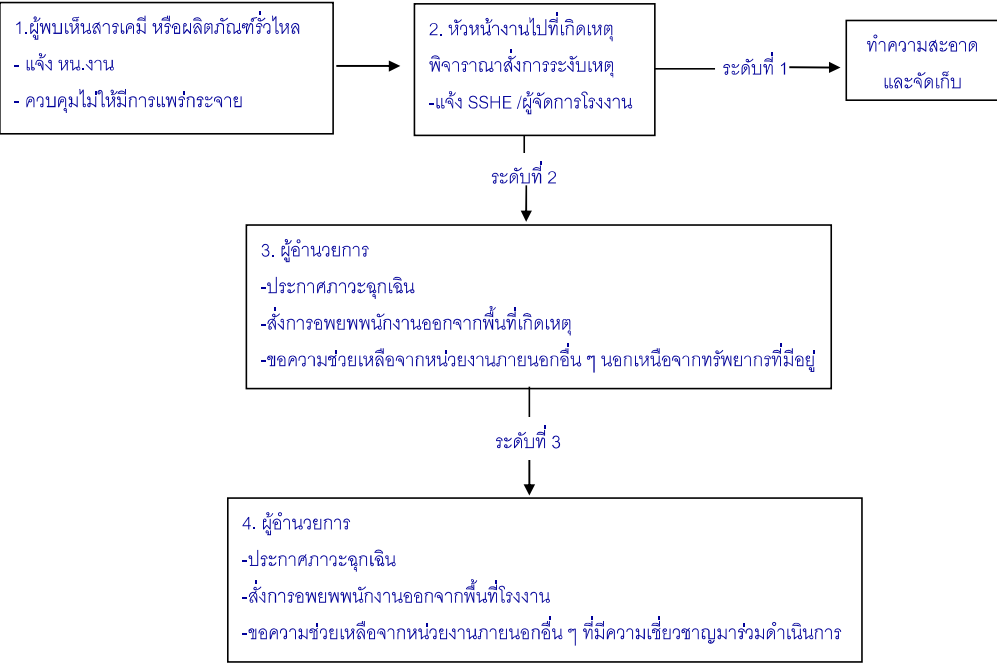 1.ผู้พบเห็นสารเคมี หรือผลิตภัณฑ์รั่วไหล
- แจ้ง หน.งาน
- ควบคุมไม่ให้มีการแพร่กระจาย
2. หัวหน้างานไปที่เกิดเหตุ
พิจาราณาสั่งการระงับเหตุ
-แจ้ง SSHE /ผู้จัดการโรงงาน
ระดับที่ 1
ทำความสะอาด
และจัดเก็บ
ระดับที่ 2
3. ผู้อำนวยการ
-ประกาศภาวะฉุกเฉิน
-สั่งการอพยพพนักงานออกจากพื้นที่เกิดเหตุ
-ขอความช่วยเหลือจากหน่วยงานภายนอกอื่น ๆ นอกเหนือจากทรัพยากรที่มีอยู่
ระดับที่ 3
4. ผู้อำนวยการ
-ประกาศภาวะฉุกเฉิน
-สั่งการอพยพพนักงานออกจากพื้นที่โรงงาน
-ขอความช่วยเหลือจากหน่วยงานภายนอกอื่น ๆ ที่มีความเชี่ยวชาญมาร่วมดำเนินการ